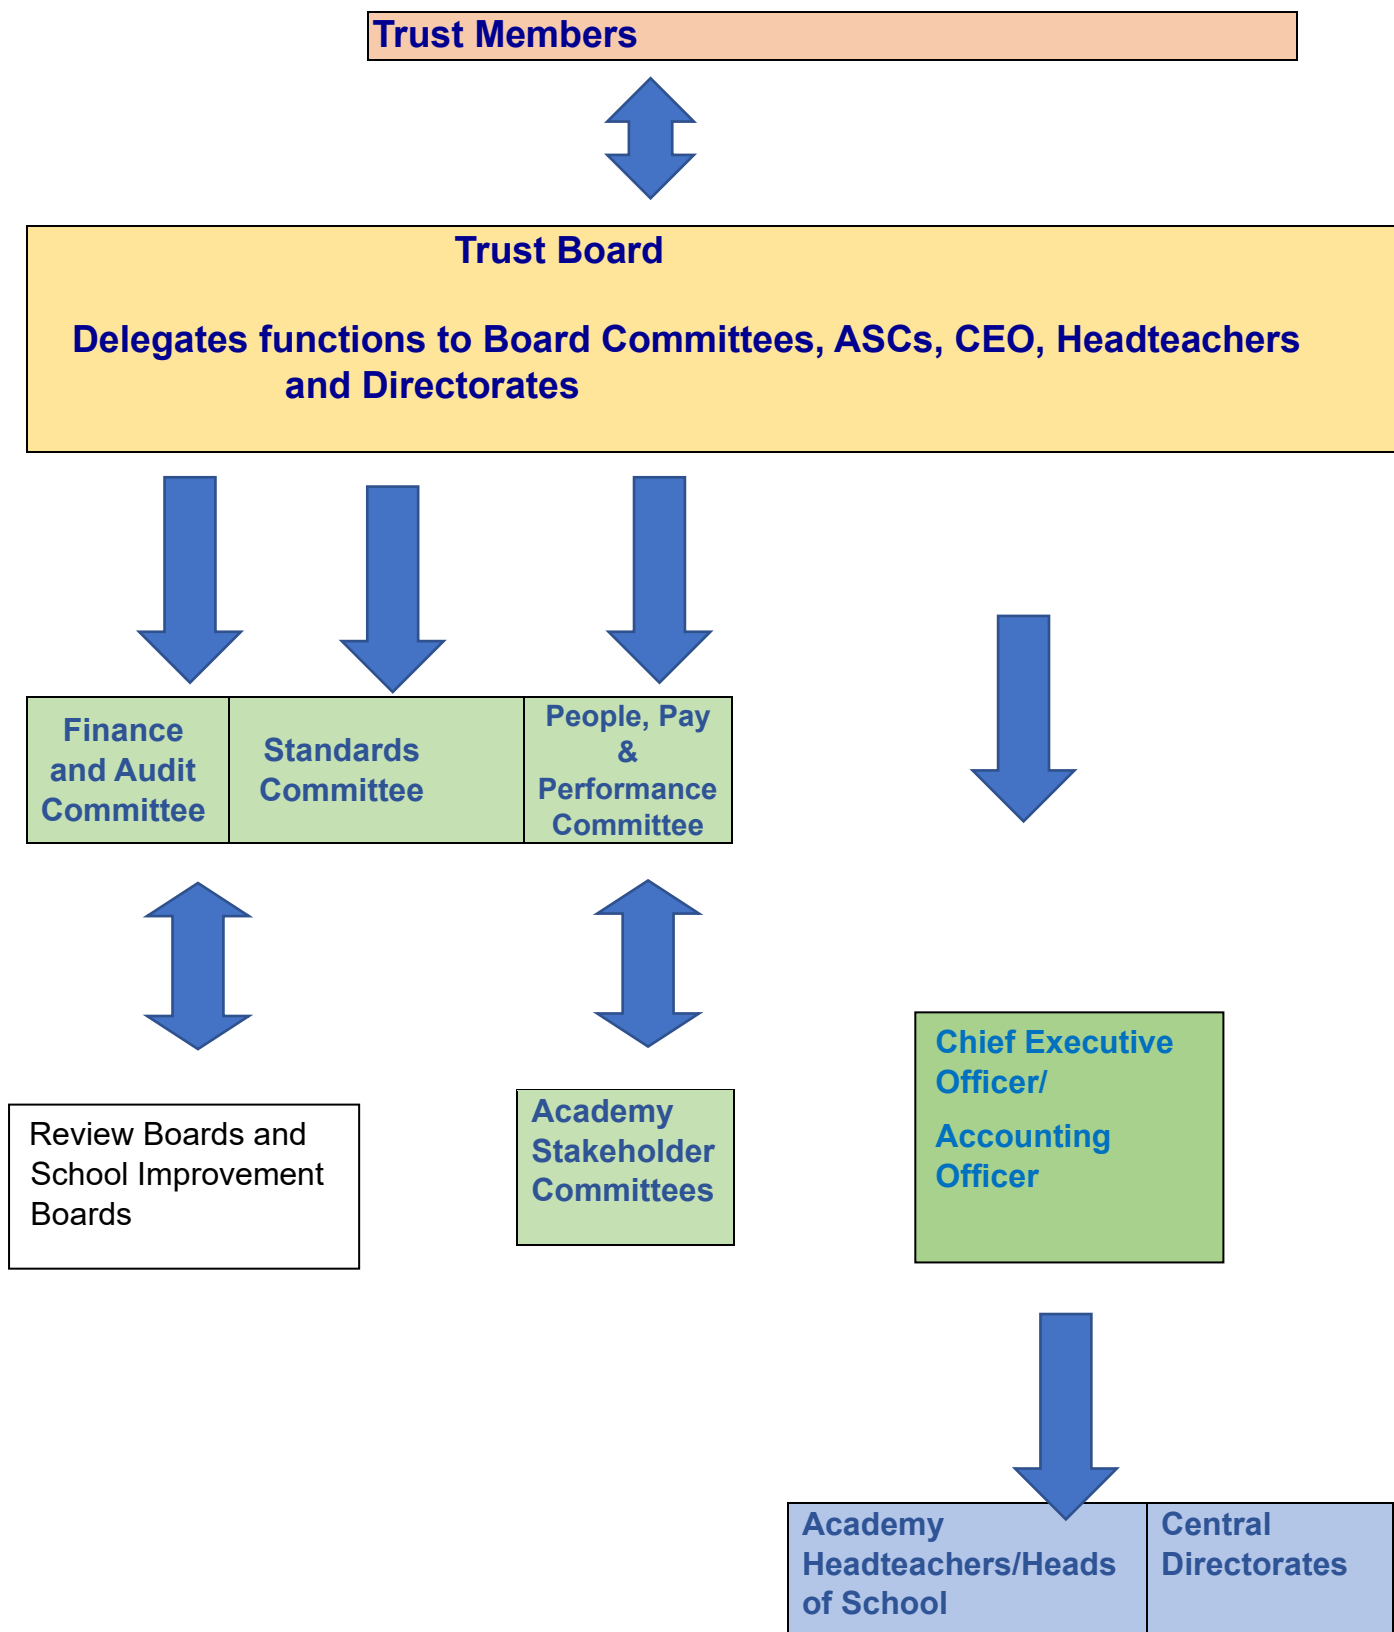 Trust Members
Trust Board
Delegates functions to Board Committees, ASCs, CEO, Headteachers
and Directorates
Finance
and Audit
Committee
Standards
Committee
People, Pay
&
Performance
Committee
Review Boards and
School Improvement
Boards
Academy
Stakeholder
Committees
Chief Executive
Officer/
Accounting
Officer
Academy
Headteachers/Heads
of School
Central
Directorates